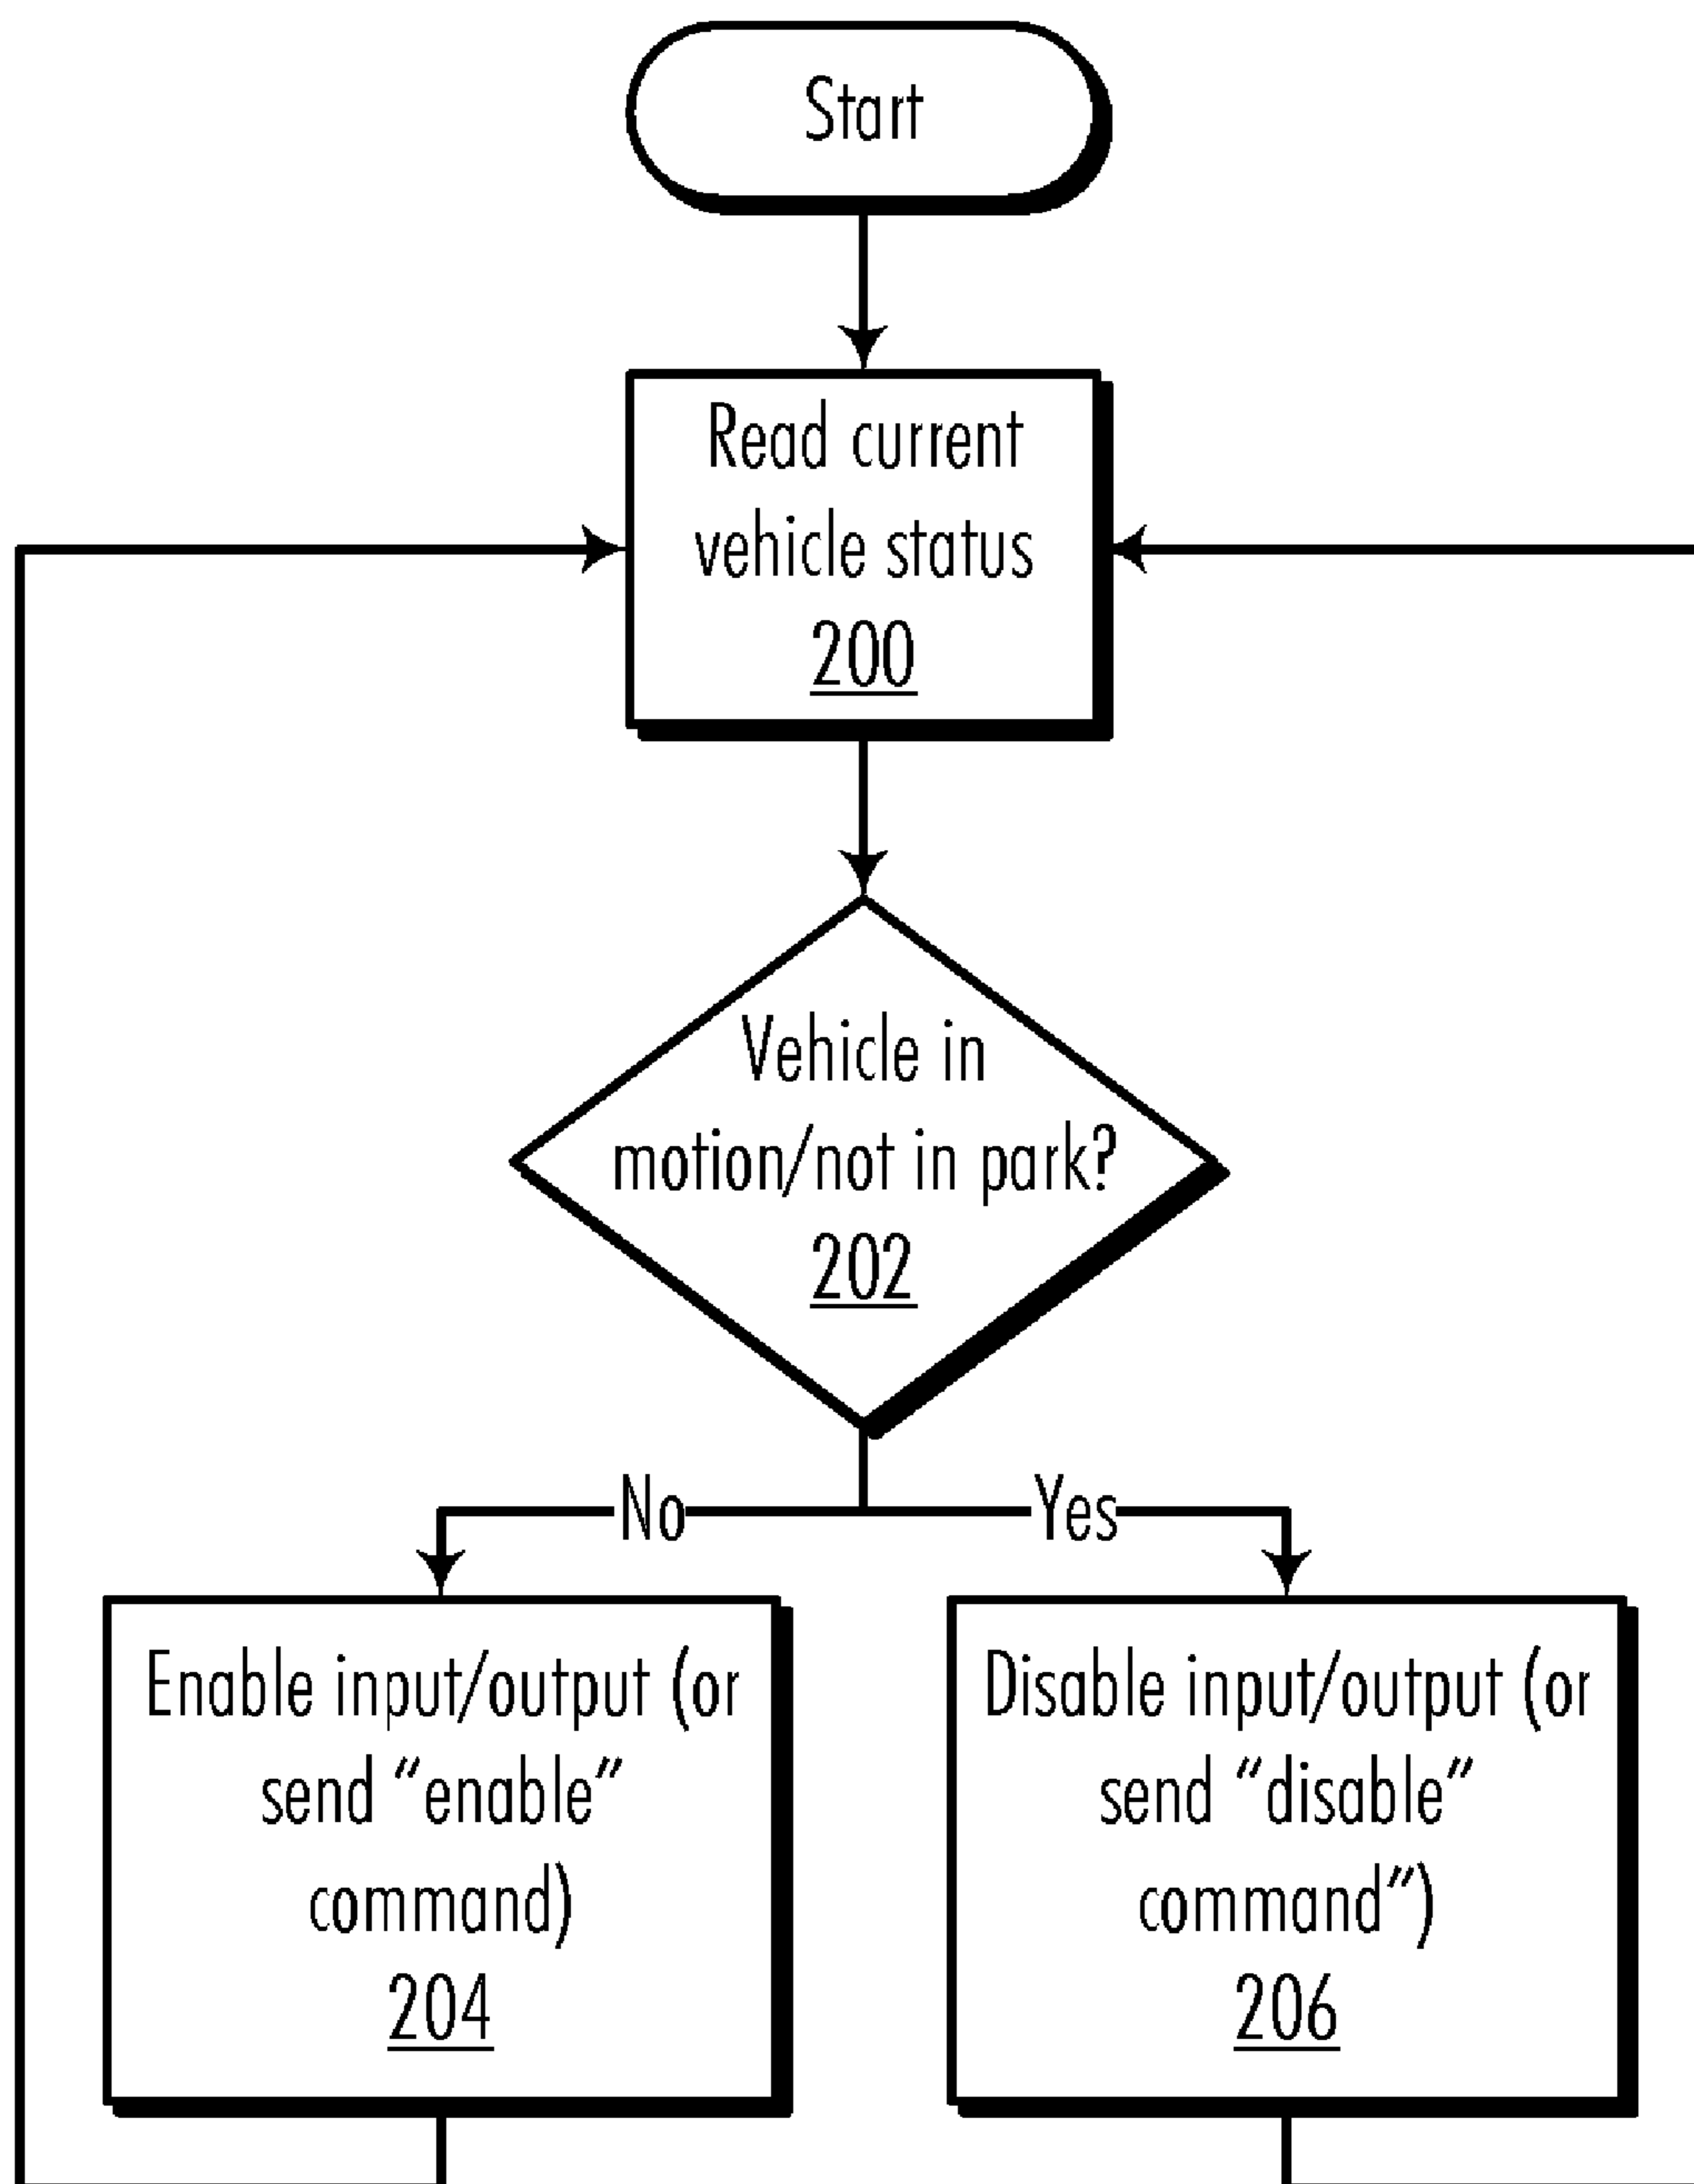 Start
Read current
vehicle status
200
Vehicle in
motion/not in park?
202
No
Yes
Enable input/output (or
send “enable”
command)
204
Disable input/output (or
send “disable”
command”)
206